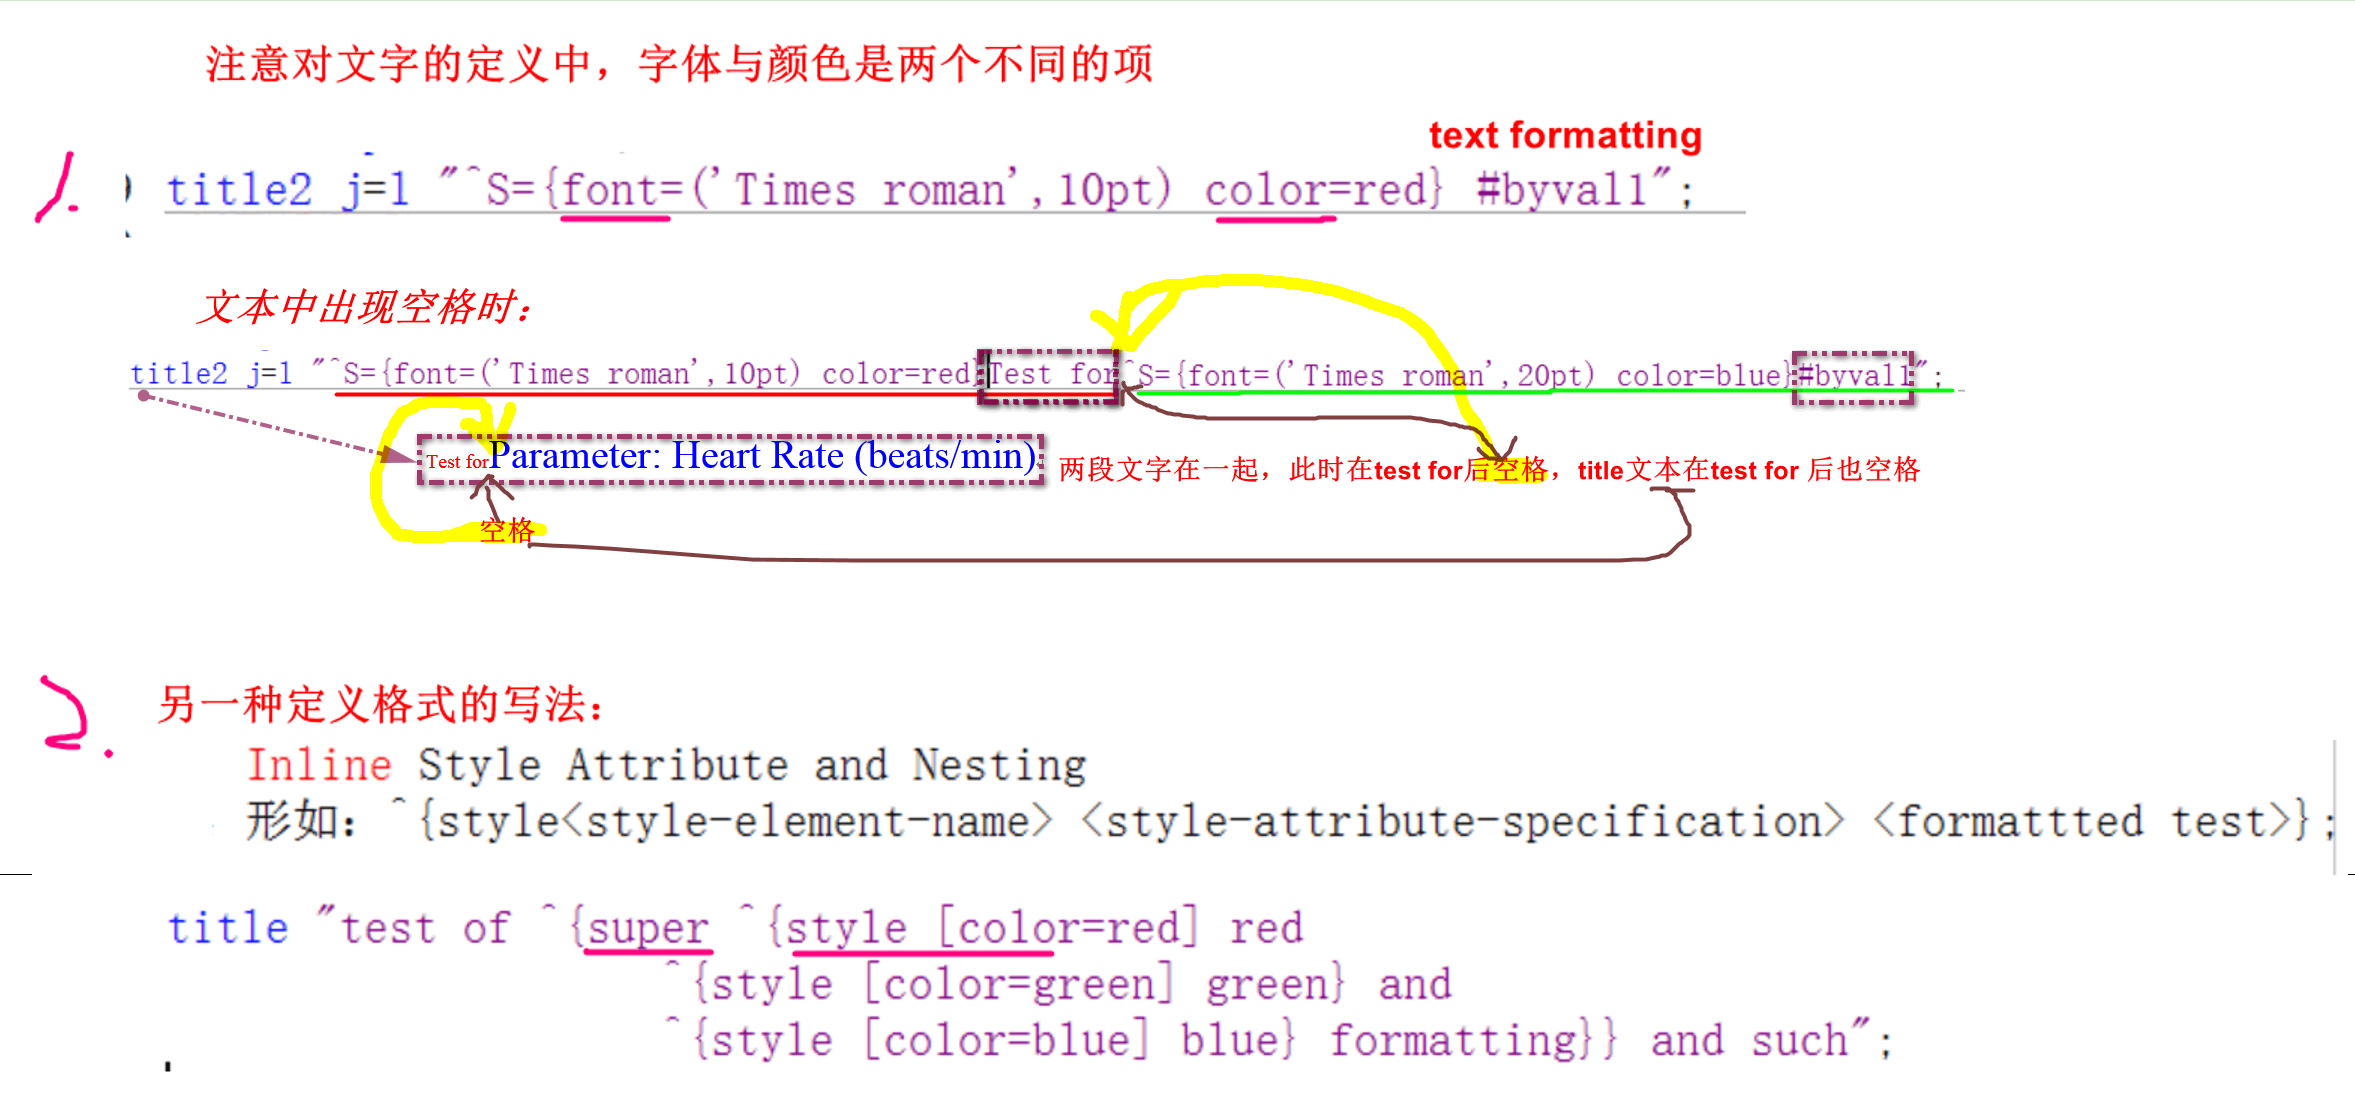 注意对文字的定义中，字体与颜色是两个不同的项
text formatting
1.
title2 j=1 "^S={font=('Times roman',10pt) color=red} #byval1";
文本中出现空格时：
title2 j=1 "^S={font=('Times roman',10pt) color=red}Test for^S={font=('Times roman',20pt) color=blue}#byval1";
Test forParameter: Heart Rate (beats/min)
两段文字在一起，此时在test for后空格，title文本在test for 后也空格
空格
2.
另一种定义格式的写法：
Inline Style Attribute and Nesting
形如：^{style<style-element-name> <style-attribute-specification> <formattted test>};
title "test of ^{super ^{style [color=red] red
^{style [color=green] green} and
^{style [color=blue] blue} formatting}} and such";